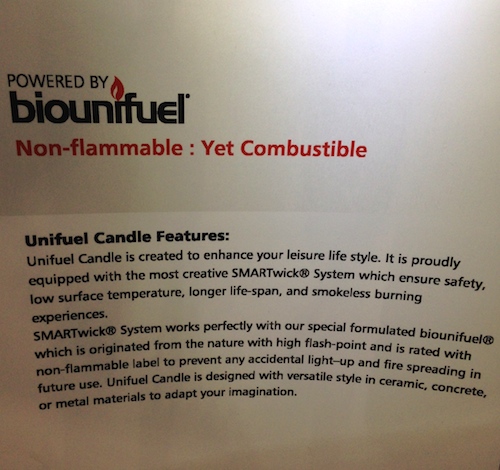 POWERED BY
biounifuel®
Non-flammable : Yet Combustible
Unifuel Candle Features:
Unifuel Candle is created to enhance your leisure life style. It is proudly
equipped with the most creative SMARTwick® System which ensure safety,
low surface temperature, longer life-span, and smokeless burning
experiences.
SMARTwick® System works perfectly with our special formulated biounifuel®
which is originated from the nature with high flash-point and is rated with
non-flammable label to prevent any accidental light-up and fire spreading in
future use. Unifuel Candle is designed with versatile style in ceramic, concrete,
or metal materials to adapt your imagination.